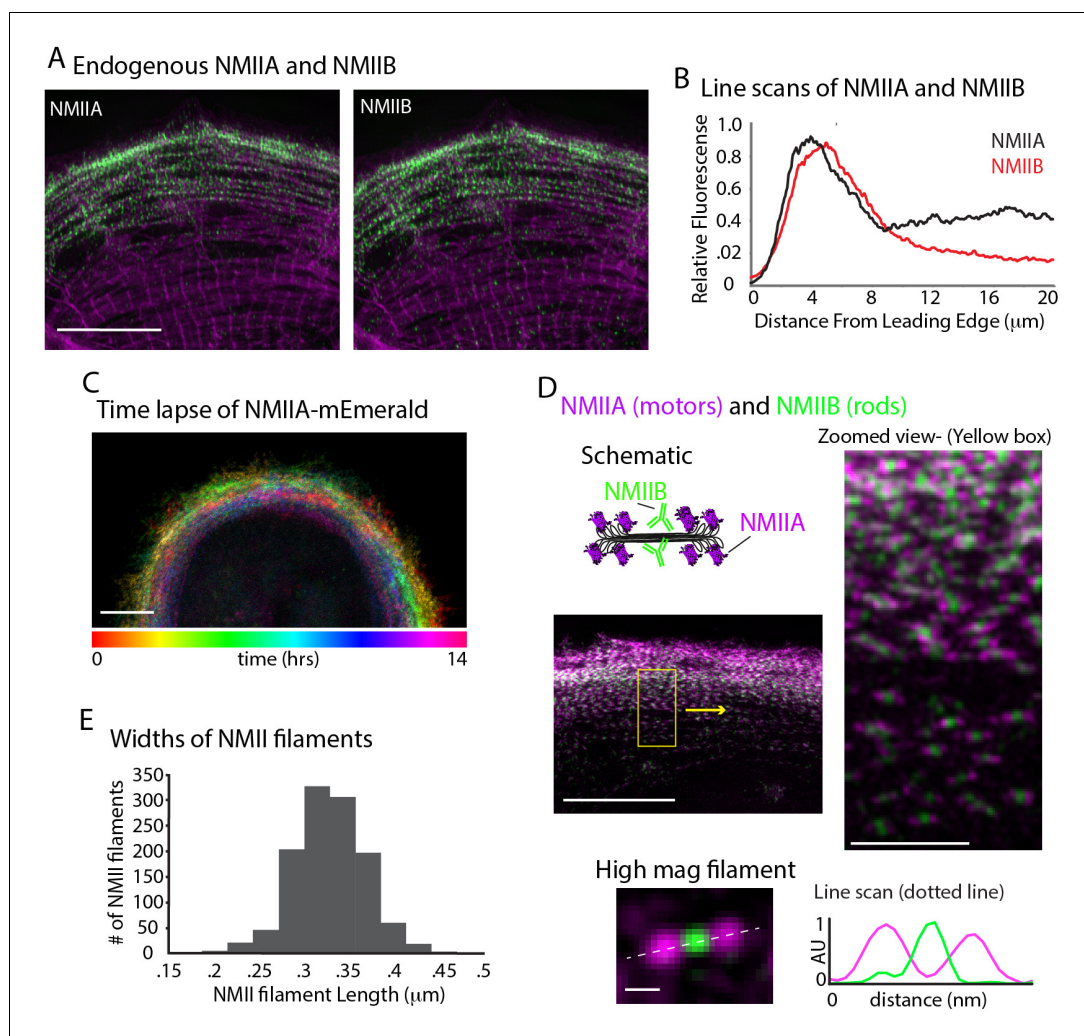 A Endogenous NMIIA and NMIIB
NMIIA
NMIIB
B Line scans of NMIIA and NMIIB
Relative Fluorescense
1.0
0.8
0.6
0.4
.02
0
NMIIA
NMIIB
0 4 8 12 16 20
Distance From Leading Edge (μm)
C
Time lapse of NMIIA-mEmerald
0 14
time (hrs)
D
NMIIA (motors) and NMIIB (rods)
Schematic
NMIIB
NMIIA
Zoomed view- (Yellow box)
High mag filament
Line scan (dotted line)
AU
1
0
0
distance (nm)
E
Widths of NMII filaments
# of NMII filaments
350
300
250
200
150
100
50
0
.15 .2 .25 .3 .35 .4 .45 .5
NMII filament Length (μm)